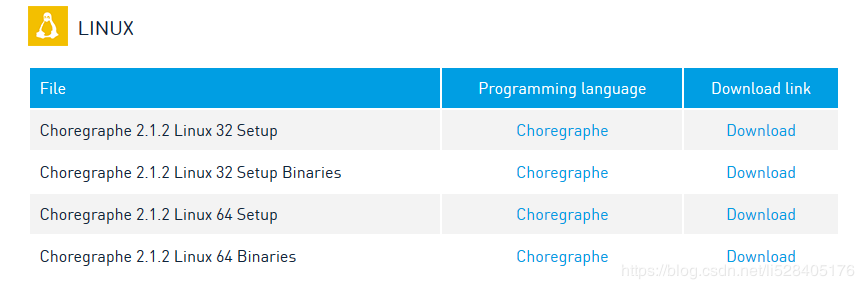 LINUX
File Programming language Download link
Choregraphe 2.1.2 Linux 32 Setup Choregraphe Download
Choregraphe 2.1.2 Linux 32 Setup Binaries Choregraphe Download
Choregraphe 2.1.2 Linux 64 Setup Choregraphe Download
Choregraphe 2.1.2 Linux 64 Binaries Choregraphe Download
https://blog.csdn.net/li528405176